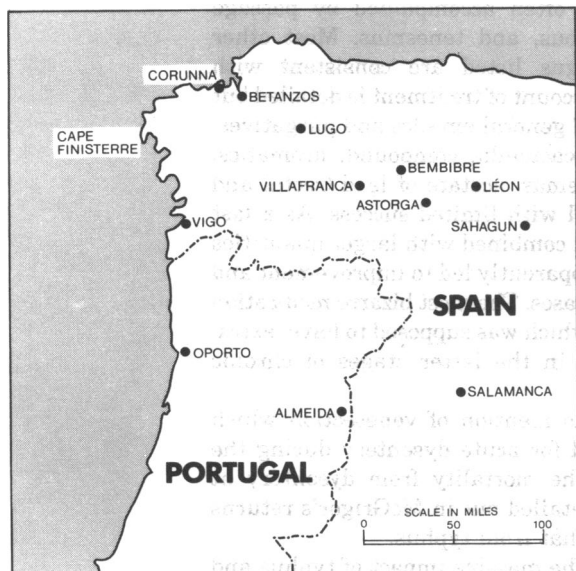 CORUNNA
BETANZOS
LUGO
CAPE
FINISTERRE
BEMBIBRE
VILLAFRANCA
LÉON
ASTORGA
VIGO
SAHAGUN
SPAIN
OPORTO
SALAMANCA
ALMEIDA
PORTUGAL
SCALE IN MILES
0 50 100